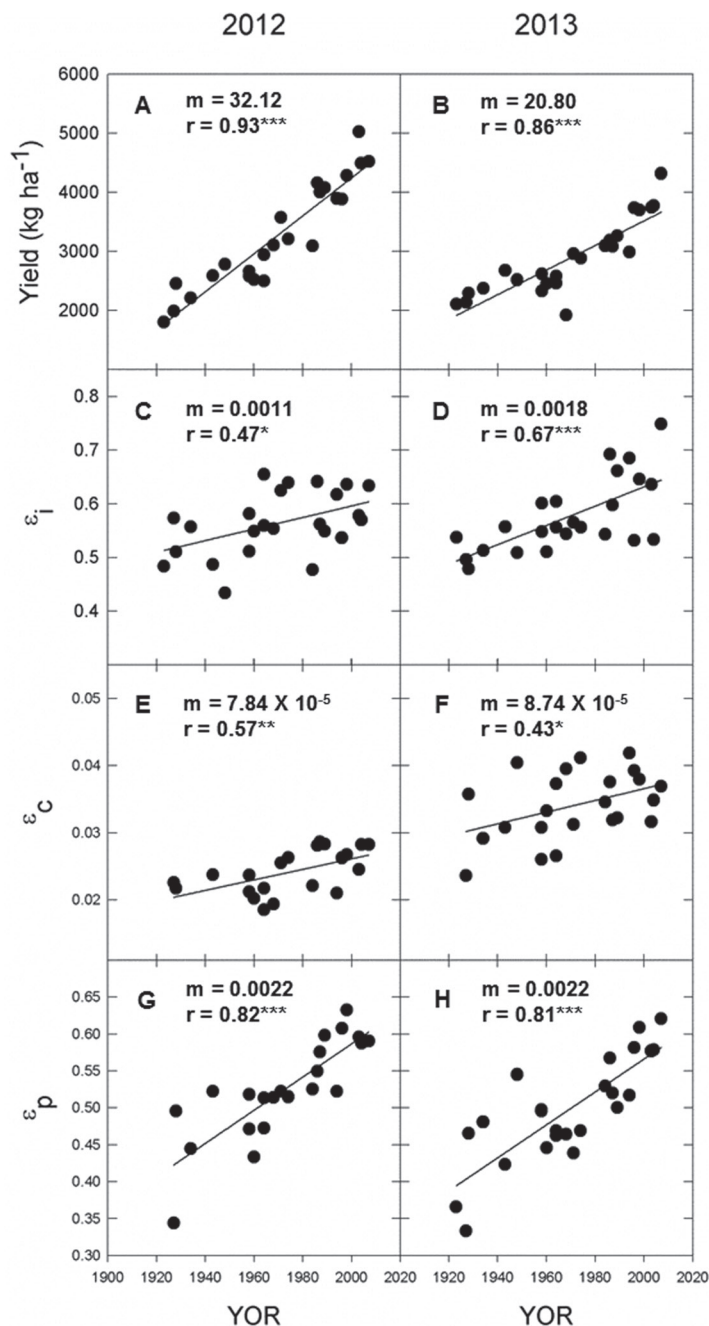 2012 2013
A m = 32.12 r = 0.93***
B m = 20.80 r = 0.86***
6000
5000
4000
3000
2000
Yield (kg ha⁻¹)
C m = 0.0011 r = 0.47*
D m = 0.0018 r = 0.67***
0.8
0.7
0.6
0.5
0.4
εi
E m = 7.84 X 10⁻⁵ r = 0.57**
F m = 8.74 X 10⁻⁵ r = 0.43*
0.05
0.04
0.03
0.02
εc
G m = 0.0022 r = 0.82***
H m = 0.0022 r = 0.81***
0.65
0.60
0.55
0.50
0.45
0.40
0.35
0.30
εp
1900 1920 1940 1960 1980 2000 2020 1920 1940 1960 1980 2000 2020
YOR YOR